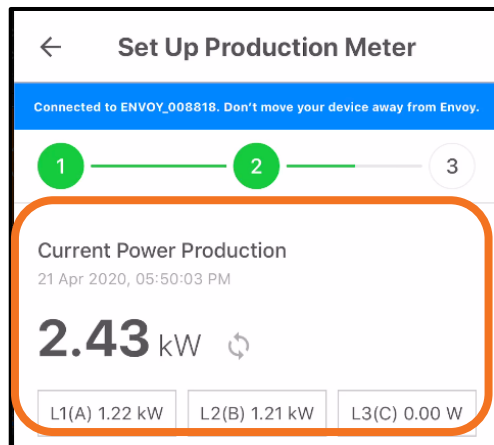 Set Up Production Meter
Connected to ENVOY_008818. Don't move your device away from Envoy.
1 2 3
Current Power Production
21 Apr 2020, 05:50:03 PM
2.43 kW
L1(A) 1.22 kW L2(B) 1.21 kW L3(C) 0.00 W